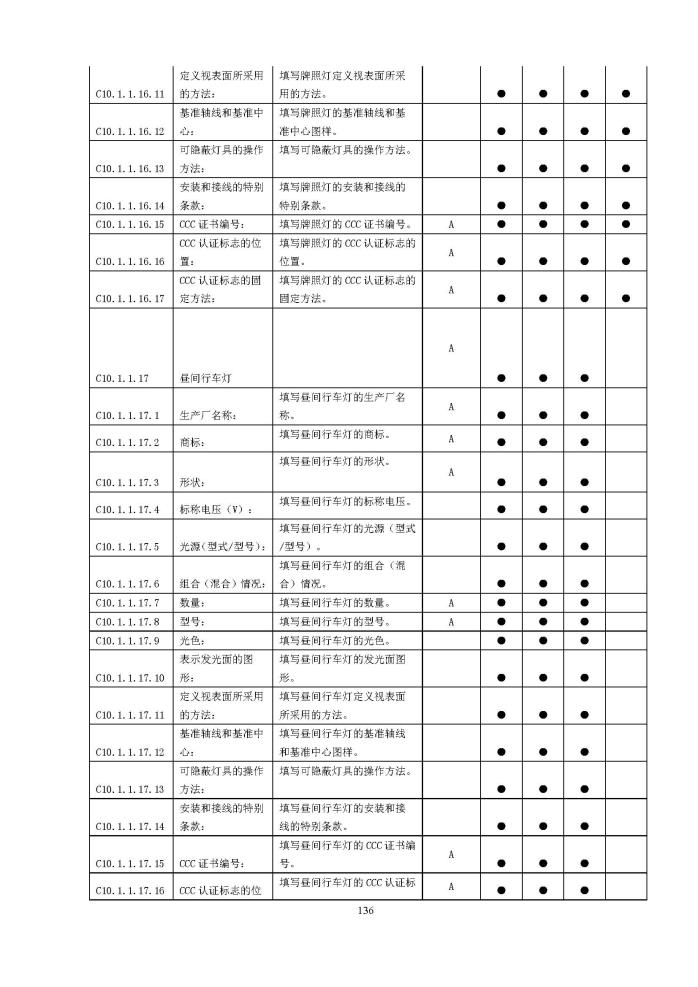 定义视表面所采用 填写牌照灯定义视表面所采
C10.1.1.16.11 的方法: 用的方法。 ● ● ● ●
基准轴线和基准中 填写牌照灯的基准轴线和基
C10.1.1.16.12 心: 准中心图样。 ● ● ● ●
可隐蔽灯具的操作 填写可隐蔽灯具的操作方法。
C10.1.1.16.13 方法: ● ● ● ●
安装和接线的特别 填写牌照灯的安装和接线的
C10.1.1.16.14 条款: 特别条款。 ● ● ● ●
C10.1.1.16.15 CCC 证书编号: 填写牌照灯的 CCC 证书编号。 A ● ● ● ●
CCC 认证标志的位 填写牌照灯的 CCC 认证标志的
C10.1.1.16.16 置: 位置。 A ● ● ● ●
CCC 认证标志的固 填写牌照灯的 CCC 认证标志的
C10.1.1.16.17 定方法: 固定方法。 A ● ● ● ●
C10.1.1.17 昼间行车灯 A ● ● ●
填写昼间行车灯的生产厂名
C10.1.1.17.1 生产厂名称: 称。 A ● ● ●
C10.1.1.17.2 商标: 填写昼间行车灯的商标。 A ● ● ●
C10.1.1.17.3 形状: 填写昼间行车灯的形状。 A ● ● ●
C10.1.1.17.4 标称电压(V): 填写昼间行车灯的标称电压。 ● ● ●
填写昼间行车灯的光源(型式
C10.1.1.17.5 光源(型式/型号): /型号)。 ● ● ●
填写昼间行车灯的组合(混
C10.1.1.17.6 组合(混合)情况: 合)情况。 ● ● ●
C10.1.1.17.7 数量: 填写昼间行车灯的数量。 A ● ● ●
C10.1.1.17.8 型号: 填写昼间行车灯的型号。 A ● ● ●
C10.1.1.17.9 光色: 填写昼间行车灯的光色。 ● ● ●
表示发光面的图 填写昼间行车灯的发光面图
C10.1.1.17.10 形: 形。 ● ● ●
定义视表面所采用 填写昼间行车灯定义视表面
C10.1.1.17.11 的方法: 所采用的方法。 ● ● ●
基准轴线和基准中 填写昼间行车灯的基准轴线
C10.1.1.17.12 心: 和基准中心图样。 ● ● ●
可隐蔽灯具的操作 填写可隐蔽灯具的操作方法。
C10.1.1.17.13 方法: ● ● ●
安装和接线的特别 填写昼间行车灯的安装和接
C10.1.1.17.14 条款: 线的特别条款。 ● ● ●
填写昼间行车灯的 CCC 证书编
C10.1.1.17.15 CCC 证书编号: 号。 A ● ● ●
C10.1.1.17.16 CCC 认证标志的位 填写昼间行车灯的 CCC 认证标 A ● ● ●
136